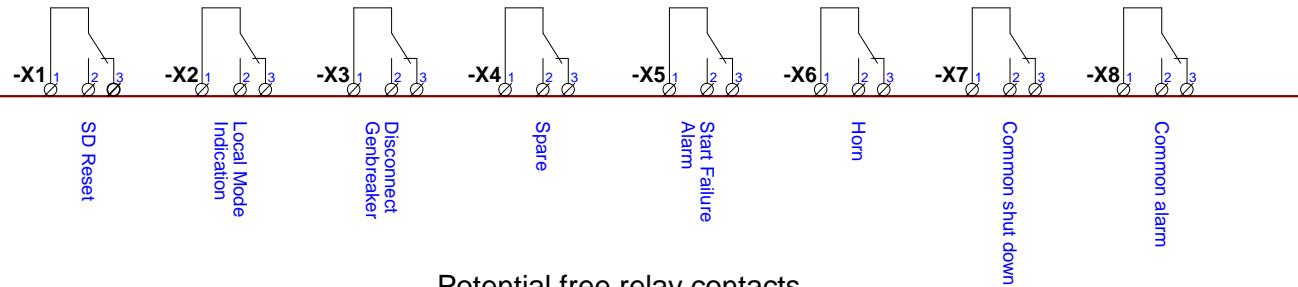 -X1 1 2 3 -X2 1 2 3 -X3 1 2 3 -X4 1 2 3 -X5 1 2 3 -X6 1 2 3 -X7 1 2 3 -X8 1 2 3
SD Reset
Local Mode
Indication
Disconnect
Genbreaker
Spare
Start Failure
Alarm
Horn
Common shut down
Common alarm
Potential free relay contacts